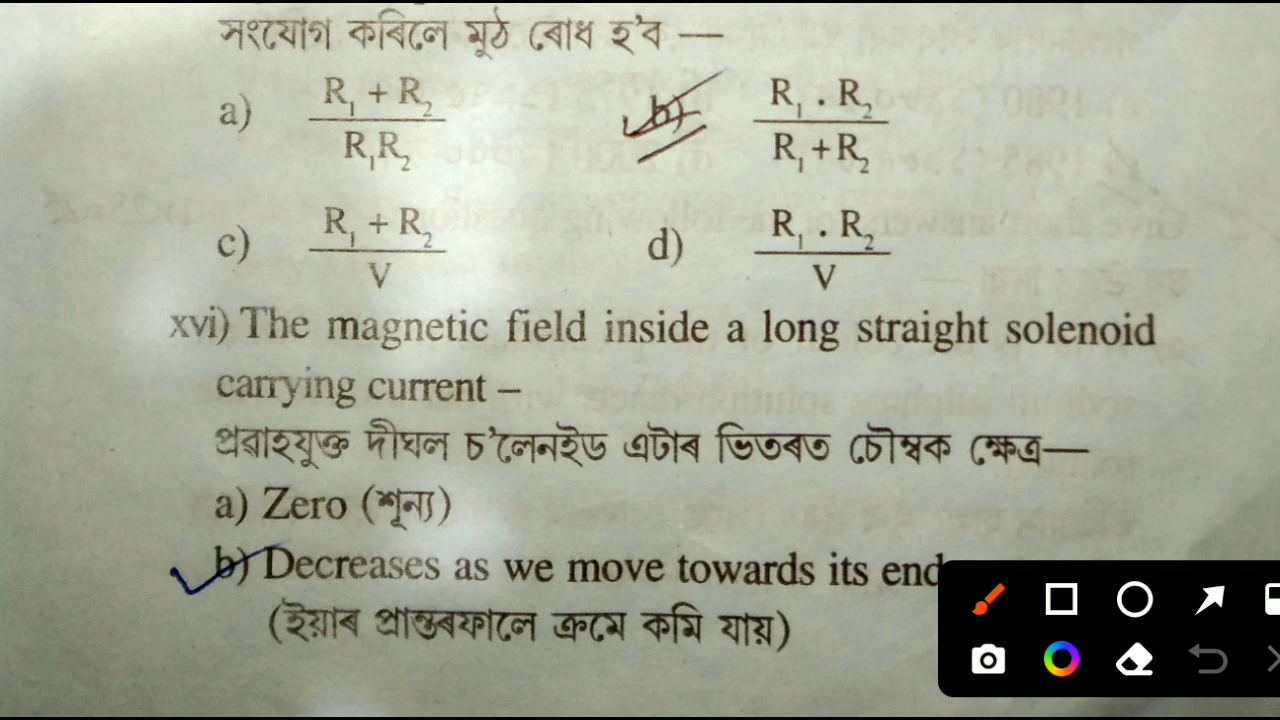 সংযোগ কৰিলে মুঠ ৰোধ হ'ব —
a) R₁ + R₂ / R₁R₂ b) R₁ . R₂ / R₁+R₂
c) R₁ + R₂ / V d) R₁ . R₂ / V
xvi) The magnetic field inside a long straight solenoid
carrying current –
প্ৰৱাহযুক্ত দীঘল চ'লেনইড এটাৰ ভিতৰত চৌম্বক ক্ষেত্ৰ—
a) Zero (শূন্য)
b) Decreases as we move towards its end
(ইয়াৰ প্ৰান্তৰফালে ক্ৰমে কমি যায়)